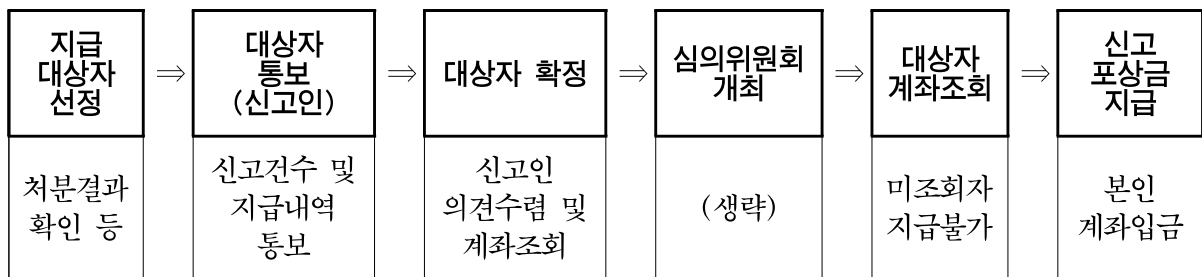 지급
대상자
선정
⇒
대상자
통보
(신고인)
⇒
대상자 확정
⇒
심의위원회
개최
⇒
대상자
계좌조회
⇒
신고
포상금
지급
처분결과
확인 등
신고건수 및
지급내역
통보
신고인
의견수렴 및
계좌조회
(생략)
미조회자
지급불가
본인
계좌입금